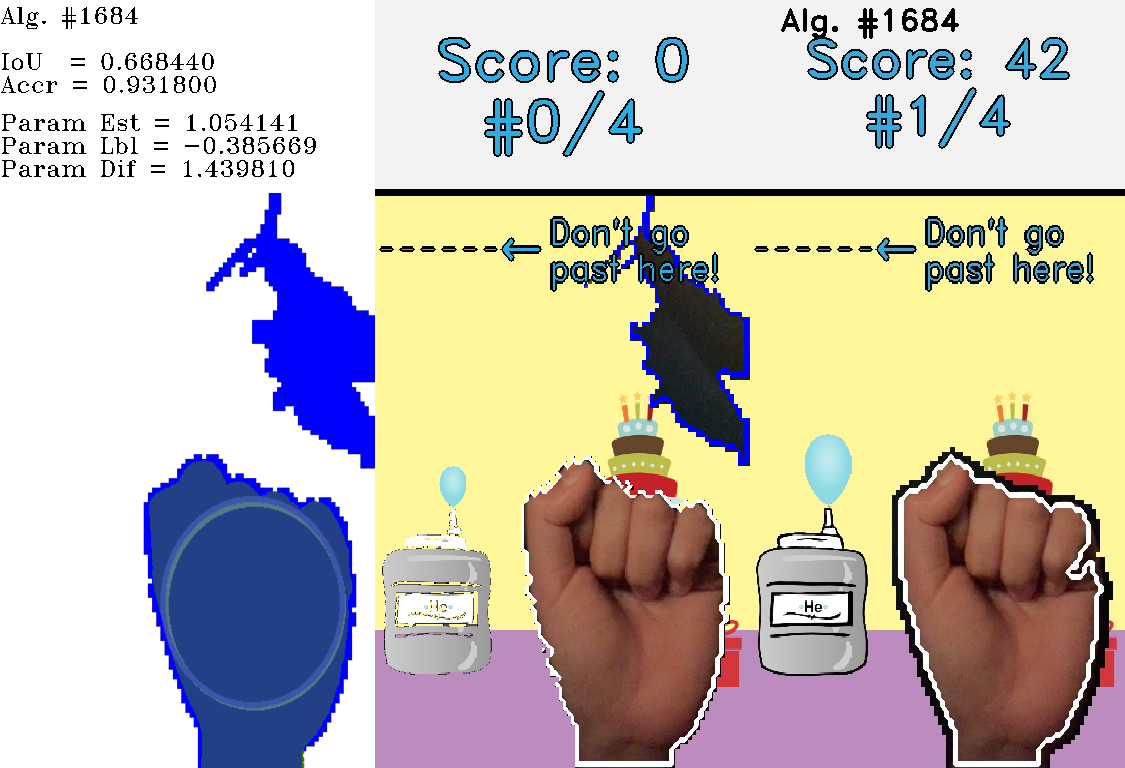 Alg. #1684
IoU = 0.668440
Accr = 0.931800
Param Est = 1.054141
Param Lbl = −0.385669
Param Dif = 1.439810
Score: 0
#0/4
Don't go
past here!
He
Alg. #1684
Score: 42
#1/4
Don't go
past here!
He